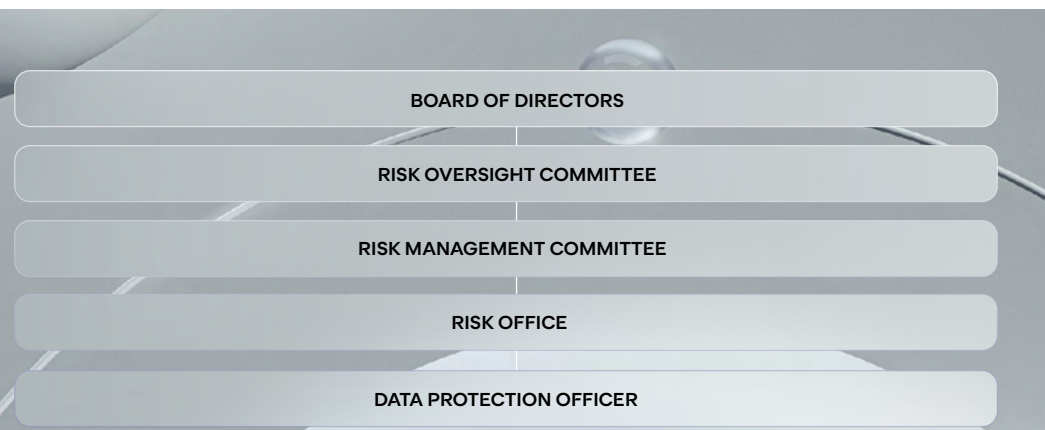 BOARD OF DIRECTORS
RISK OVERSIGHT COMMITTEE
RISK MANAGEMENT COMMITTEE
RISK OFFICE
DATA PROTECTION OFFICER